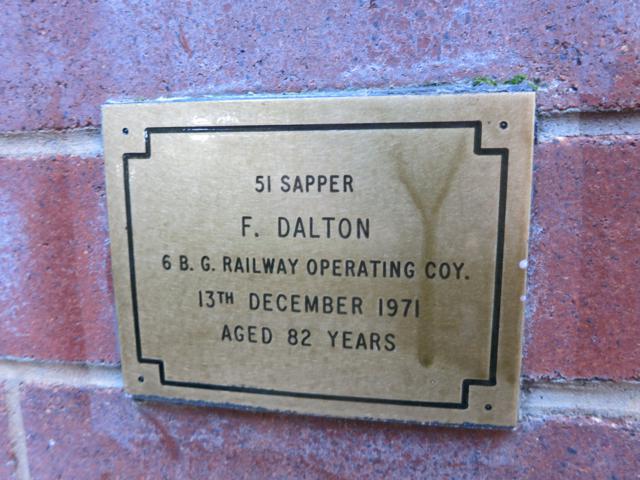 51 SAPPER
F. DALTON
6 B. G. RAILWAY OPERATING COY.
13TH DECEMBER 1971
AGED 82 YEARS